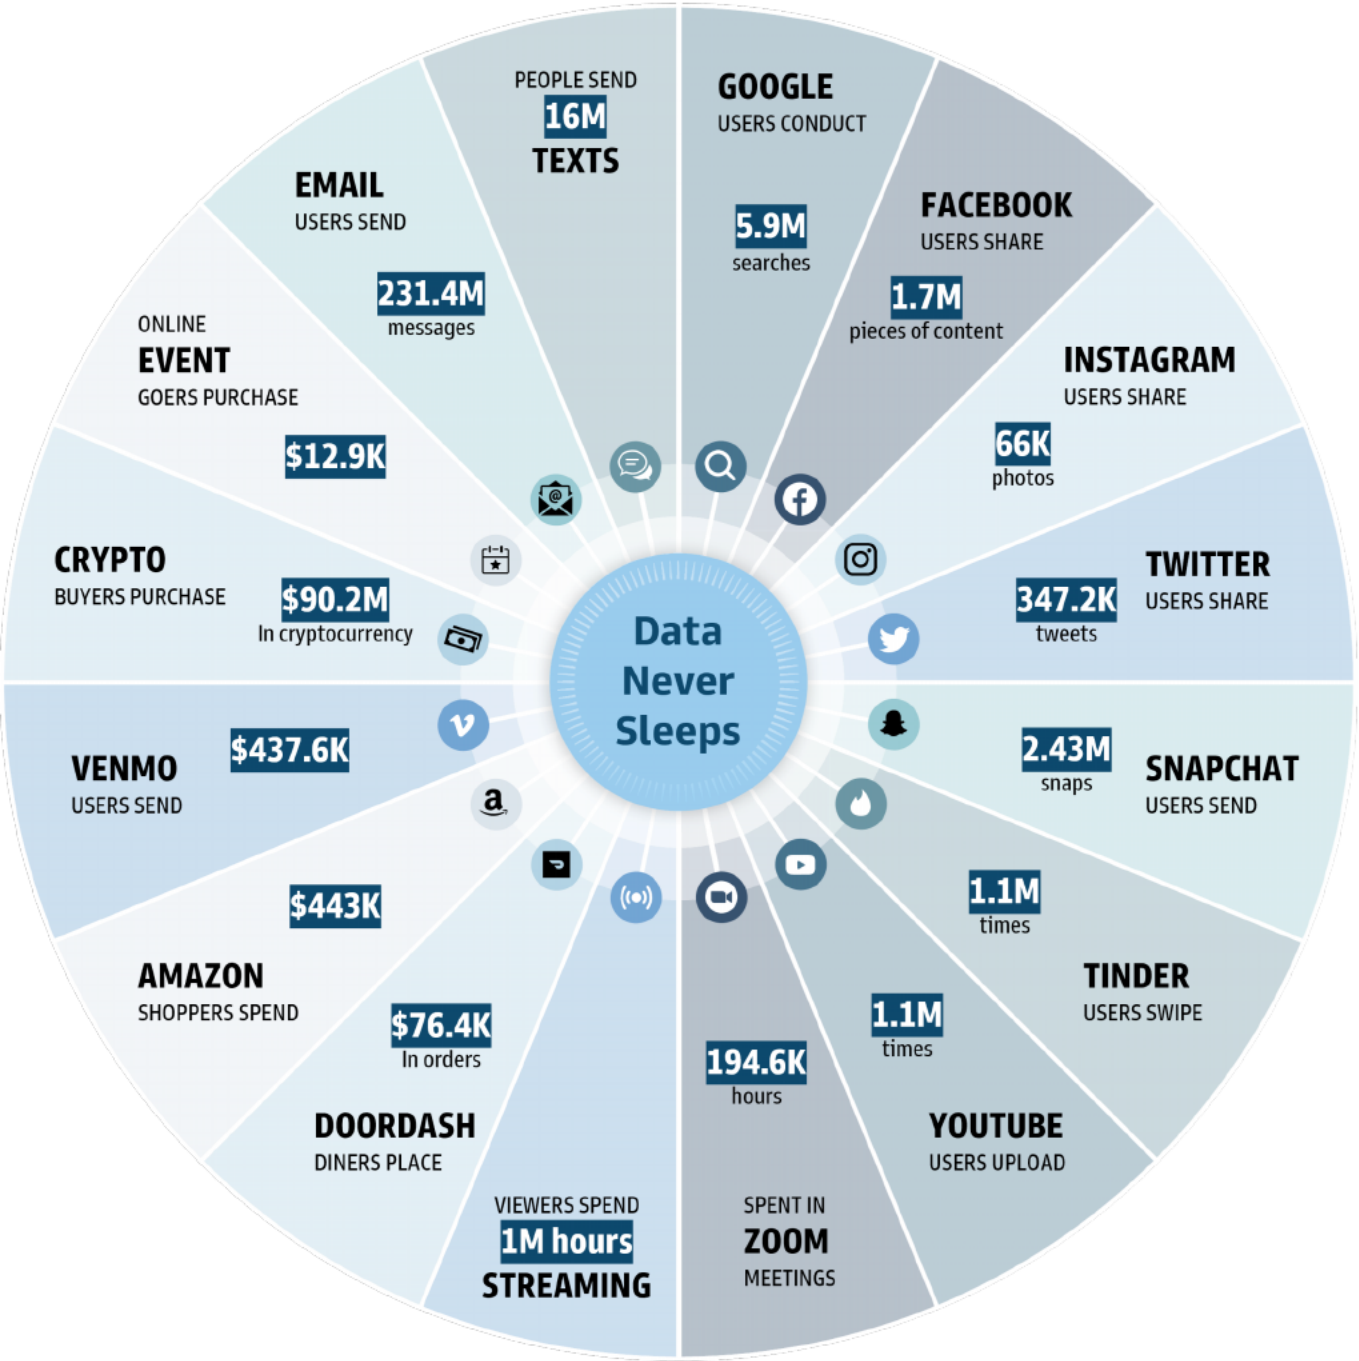 Data
Never
Sleeps
GOOGLE
USERS CONDUCT
5.9M
searches
FACEBOOK
USERS SHARE
1.7M
pieces of content
INSTAGRAM
USERS SHARE
66K
photos
TWITTER
USERS SHARE
347.2K
tweets
SNAPCHAT
USERS SEND
2.43M
snaps
TINDER
USERS SWIPE
1.1M
times
YOUTUBE
USERS UPLOAD
1.1M
times
194.6K
hours
SPENT IN
ZOOM
MEETINGS
VIEWERS SPEND
1M hours
STREAMING
DOORDASH
DINERS PLACE
$76.4K
In orders
AMAZON
SHOPPERS SPEND
$443K
VENMO
USERS SEND
$437.6K
CRYPTO
BUYERS PURCHASE
$90.2M
In cryptocurrency
ONLINE
EVENT
GOERS PURCHASE
$12.9K
EMAIL
USERS SEND
231.4M
messages
PEOPLE SEND
16M
TEXTS